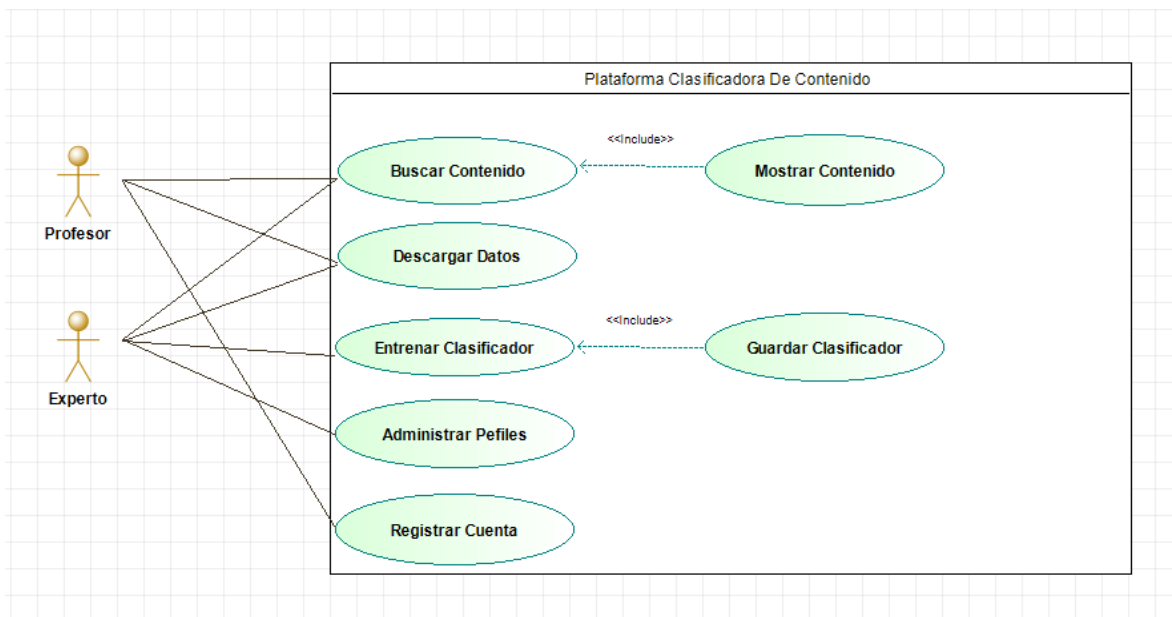 Plataforma Clasificadora De Contenido
<<Include>>
Buscar Contenido
Mostrar Contenido
Profesor
Descargar Datos
<<Include>>
Entrenar Clasificador
Guardar Clasificador
Experto
Administrar Pefiles
Registrar Cuenta